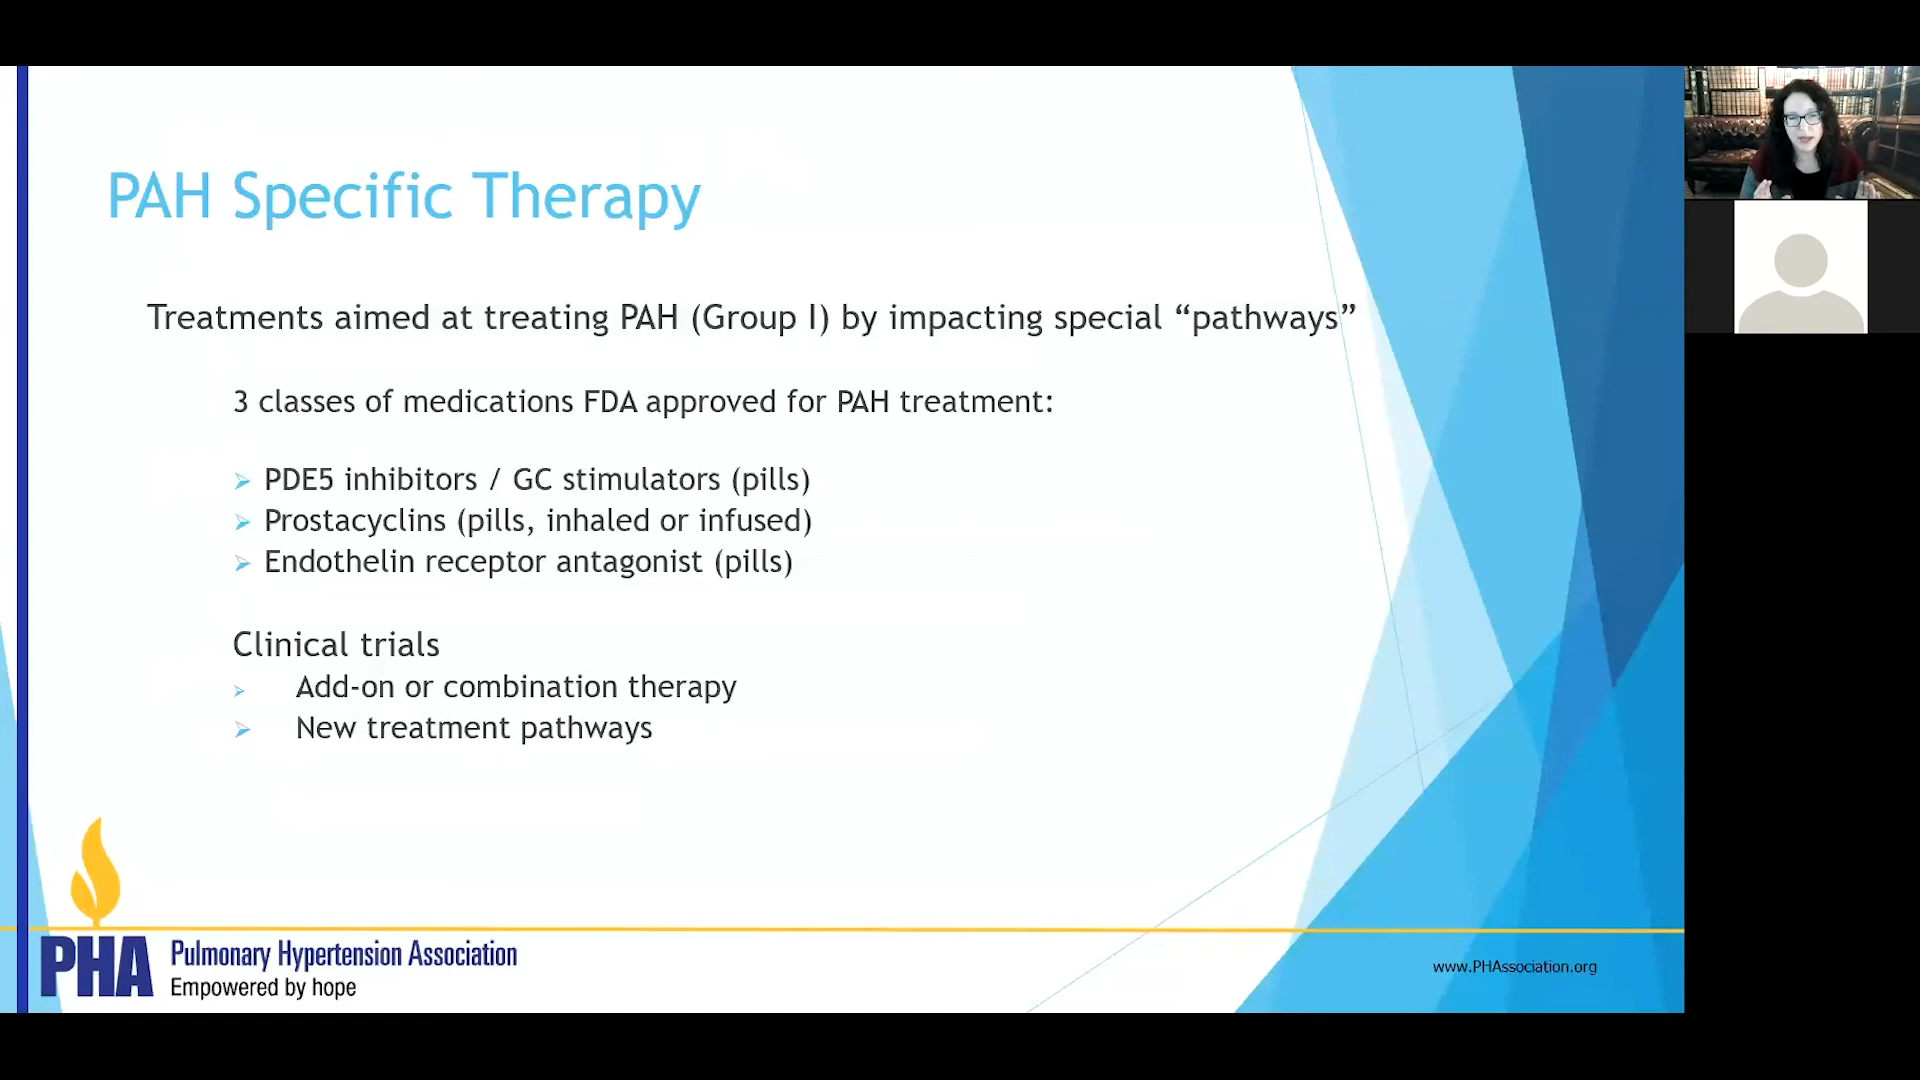 PAH Specific Therapy
Treatments aimed at treating PAH (Group I) by impacting special “pathways”
3 classes of medications FDA approved for PAH treatment:
PDE5 inhibitors / GC stimulators (pills)
Prostacyclins (pills, inhaled or infused)
Endothelin receptor antagonist (pills)
Clinical trials
Add-on or combination therapy
New treatment pathways
PHA
Pulmonary Hypertension Association
Empowered by hope
www.PHAssociation.org